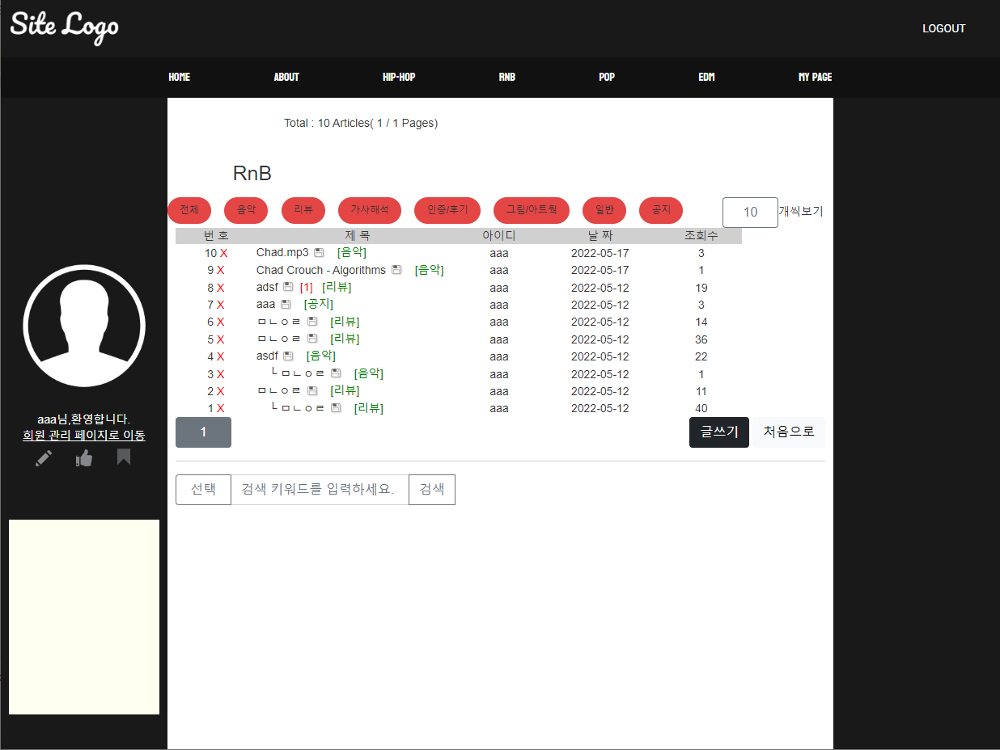 Site Logo
LOGOUT
HOME ABOUT HIP-HOP RNB POP EDM MY PAGE
Total : 10 Articles( 1 / 1 Pages)
RnB
전체 음악 리뷰 가사해석 인증/후기 그림/아트웍 일반 공지 10 개씩보기
번 호 제 목 아이디 날 짜 조회수
10 X Chad.mp3 [음악] aaa 2022-05-17 3
9 X Chad Crouch - Algorithms [음악] aaa 2022-05-17 1
8 X adsf [1] [리뷰] aaa 2022-05-12 19
7 X aaa [공지] aaa 2022-05-12 3
6 X ㅁㄴㅇㄹ [리뷰] aaa 2022-05-12 14
5 X ㅁㄴㅇㄹ [리뷰] aaa 2022-05-12 36
4 X asdf [음악] aaa 2022-05-12 22
3 X └ ㅁㄴㅇㄹ [음악] aaa 2022-05-12 1
2 X ㅁㄴㅇㄹ [리뷰] aaa 2022-05-12 11
1 X └ ㅁㄴㅇㄹ [리뷰] aaa 2022-05-12 40
aaa님,환영합니다.
회원 관리 페이지로 이동
1 글쓰기 처음으로
선택 검색 키워드를 입력하세요. 검색